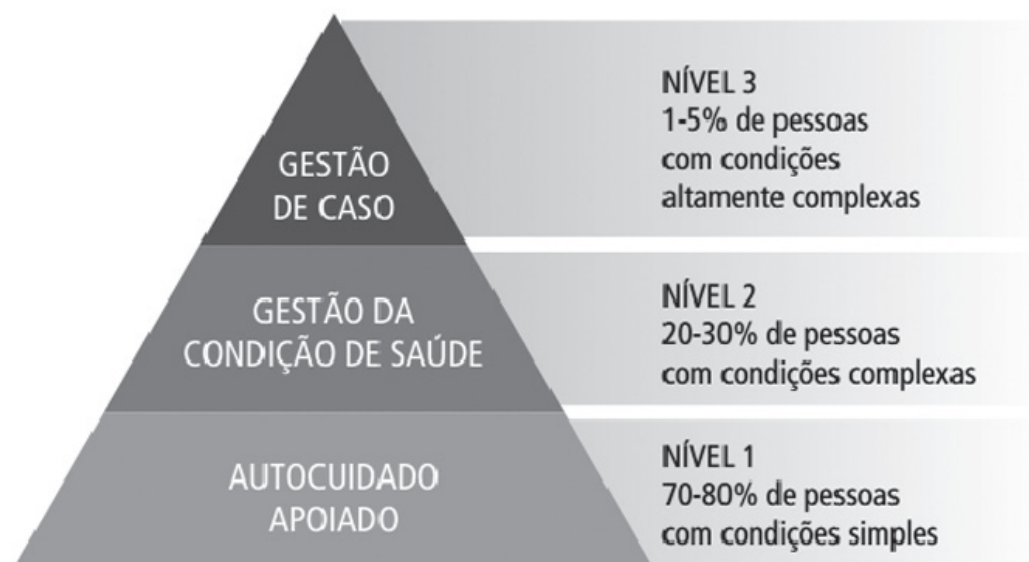 GESTÃO
DE CASO
NÍVEL 3
1-5% de pessoas
com condições
altamente complexas
GESTÃO DA
CONDIÇÃO DE SAÚDE
NÍVEL 2
20-30% de pessoas
com condições complexas
AUTOCUIDADO
APOIADO
NÍVEL 1
70-80% de pessoas
com condições simples